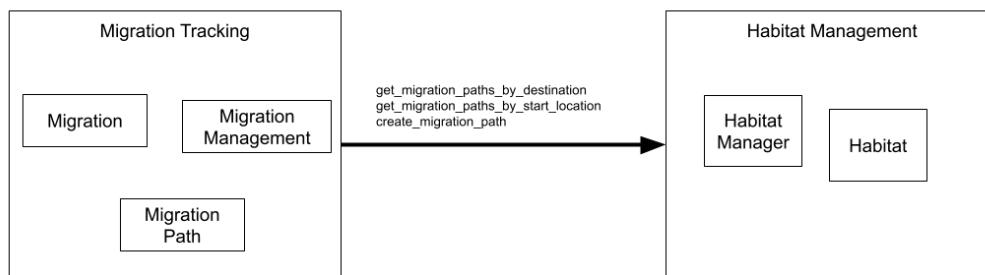 Migration Tracking
Habitat Management
get_migration_paths_by_destination
get_migration_paths_by_start_location
create_migration_path
Migration
Migration
Management
Migration
Path
Habitat
Manager
Habitat